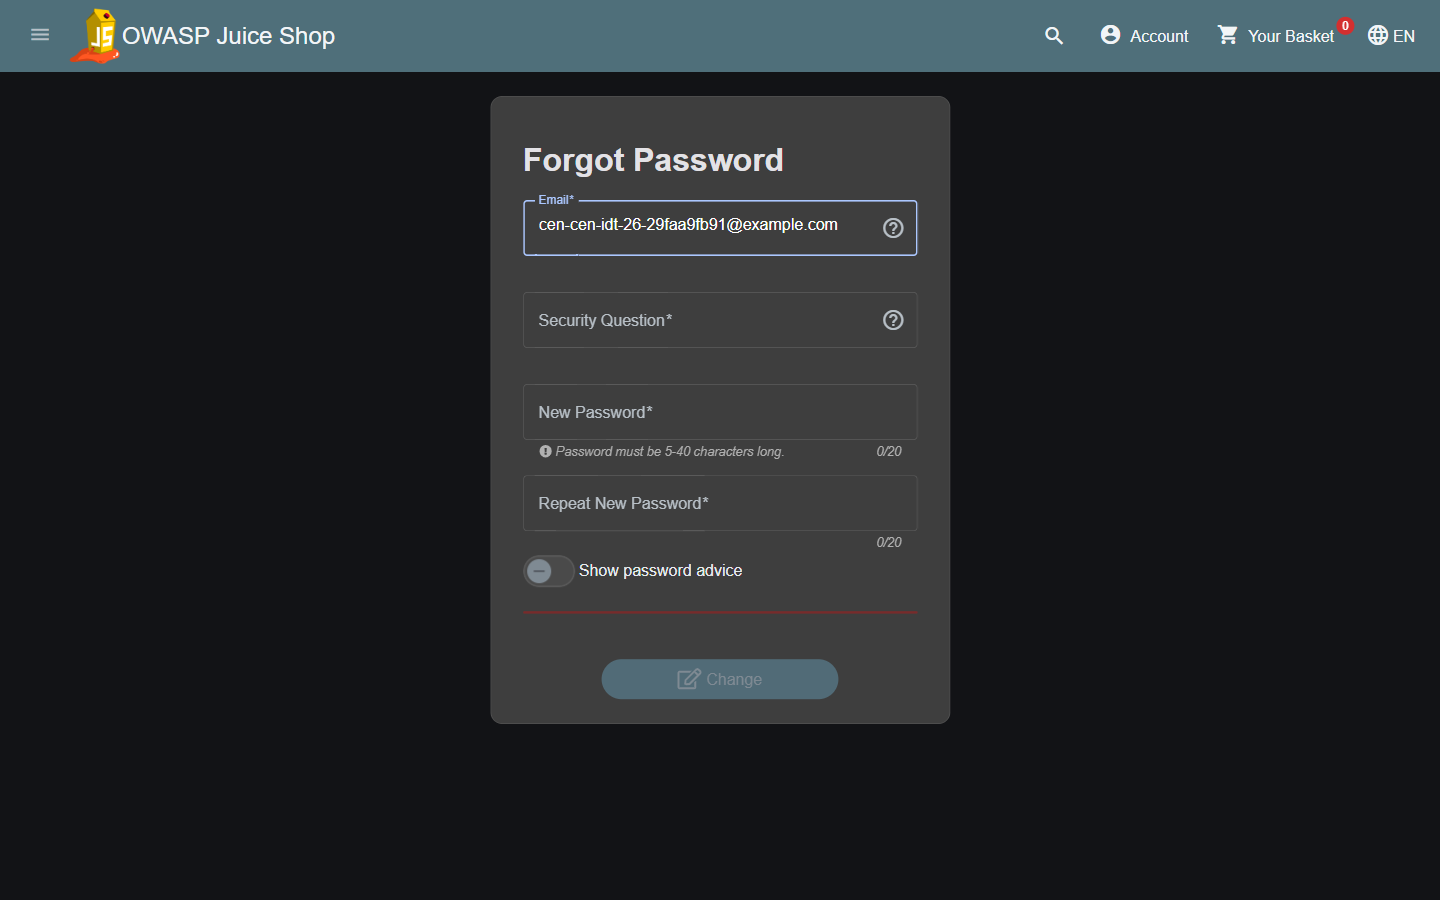 OWASP Juice Shop
Account
Your Basket 0
EN
Forgot Password
Email*
cen-cen-idt-26-29faa9fb91@example.com
Security Question*
New Password*
Password must be 5-40 characters long. 0/20
Repeat New Password*
0/20
Show password advice
Change